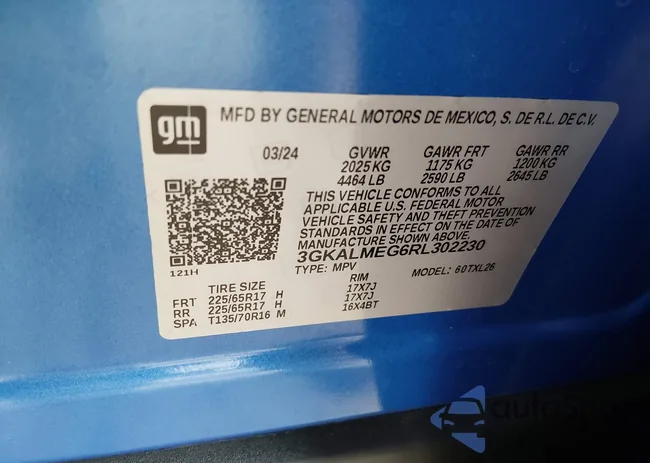 gm
MFD BY GENERAL MOTORS DE MEXICO, S. DE R.L. DE C.V.
03/24 GVWR GAWR FRT GAWR RR
2025 KG 1175 KG 1200 KG
4464 LB 2590 LB 2645 LB
THIS VEHICLE CONFORMS TO ALL
APPLICABLE U.S. FEDERAL MOTOR
VEHICLE SAFETY AND THEFT PREVENTION
STANDARDS IN EFFECT ON THE DATE OF
MANUFACTURE SHOWN ABOVE.
3GKALMEG6RL302230
121H
TYPE: MPV MODEL: 60TXL26
TIRE SIZE RIM
FRT 225/65R17 H 17X7J
RR 225/65R17 H 17X7J
SPA T135/70R16 M 16X4BT